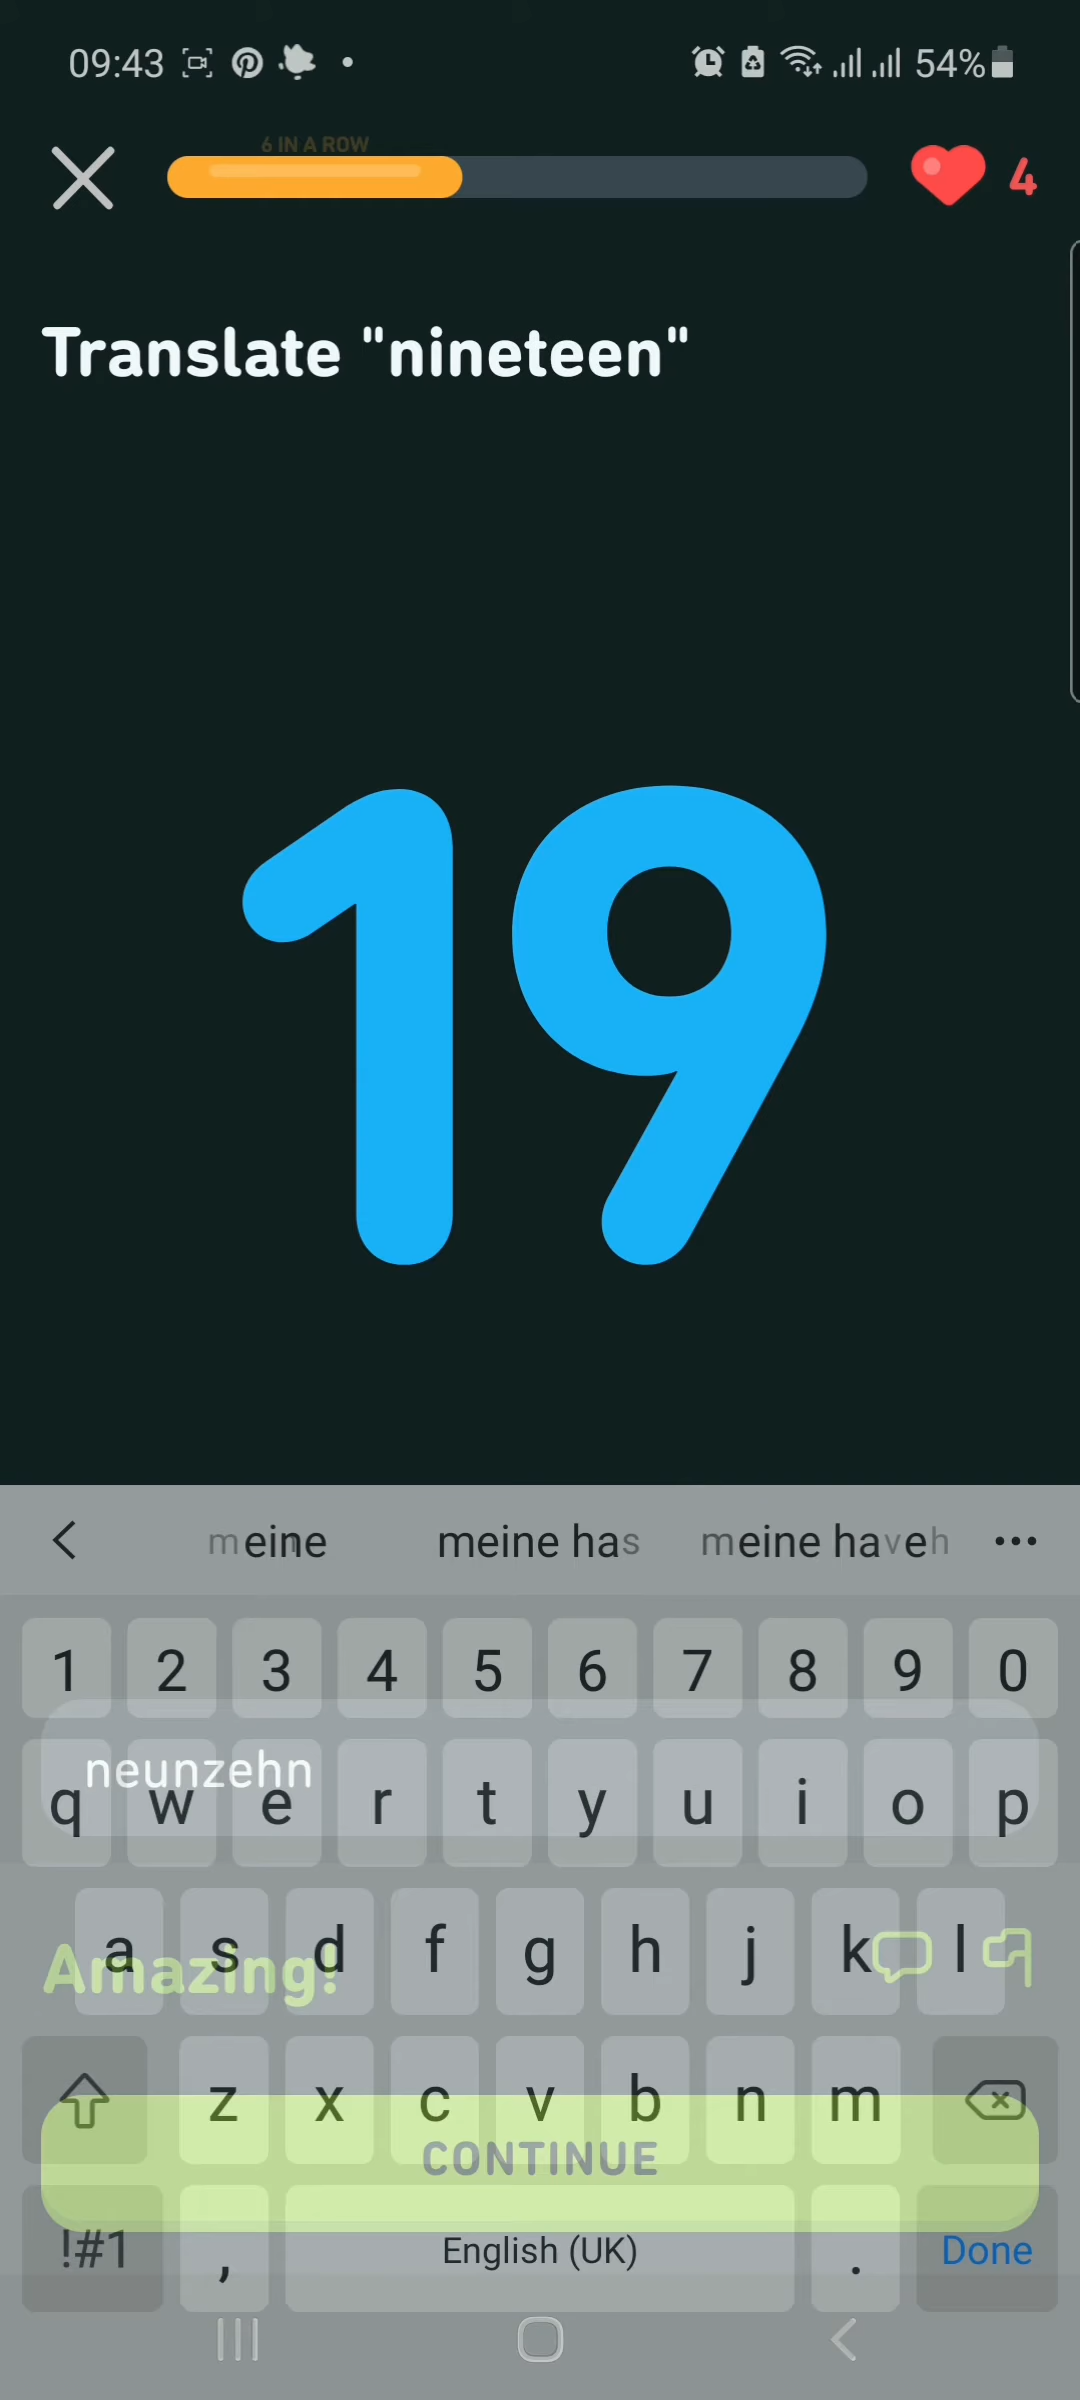 09:43 54%
6 IN A ROW
4
Translate "nineteen"
19
meine meine has meine have
1 2 3 4 5 6 7 8 9 0
neunzehn
q w e r t y u i o p
a s d f g h j k l
Amazing!
z x c v b n m
CONTINUE
!#1 , English (UK) . Done